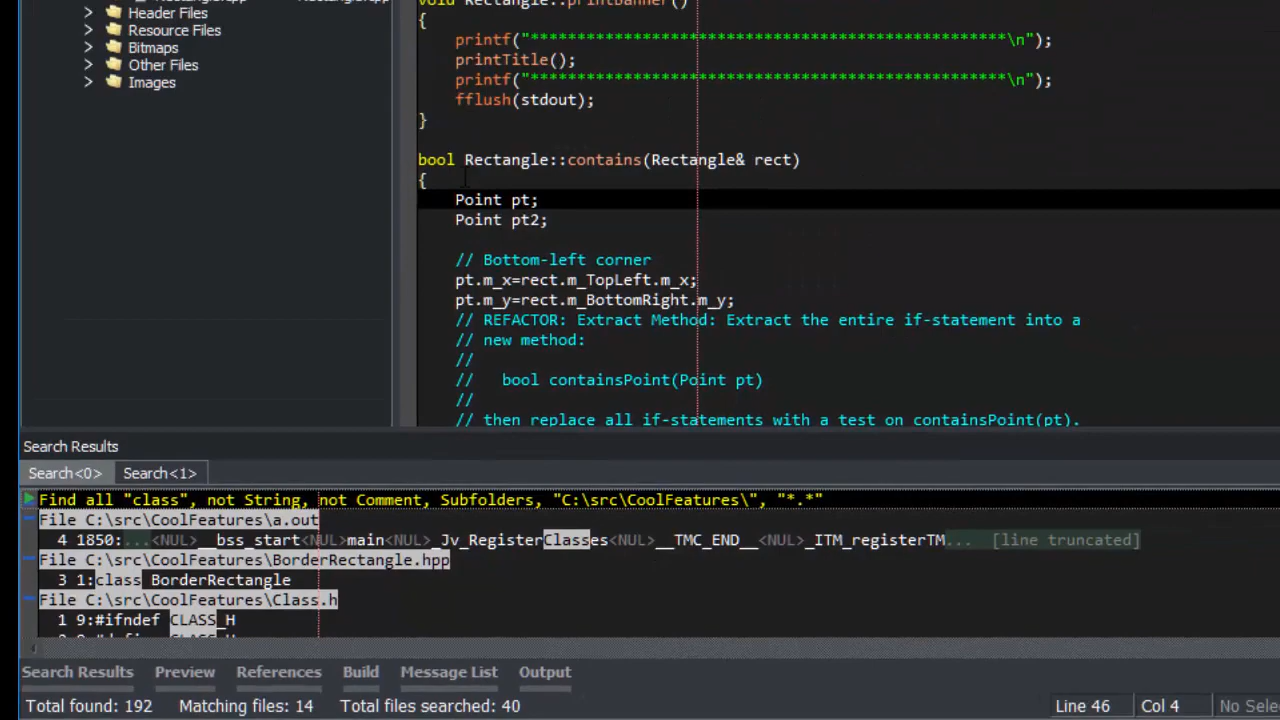 void Rectangle::printBanner()
Header Files
{
Resource Files
printf("***************************************************\n");
Bitmaps
printTitle();
Other Files
printf("***************************************************\n");
Images
fflush(stdout);
}
bool Rectangle::contains(Rectangle& rect)
{
Point pt;
Point pt2;
// Bottom-left corner
pt.m_x=rect.m_TopLeft.m_x;
pt.m_y=rect.m_BottomRight.m_y;
// REFACTOR: Extract Method: Extract the entire if-statement into a
// new method:
//
// bool containsPoint(Point pt)
//
// then replace all if-statements with a test on containsPoint(pt).
Search Results
Search<0> Search<1>
Find all "class", not String, not Comment, Subfolders, "C:\src\CoolFeatures\", "*.*"
File C:\src\CoolFeatures\a.out
4 1850:...<NUL>__bss_start<NUL>main<NUL>_Jv_RegisterClasses<NUL>__TMC_END__<NUL>_ITM_registerTM... [line truncated]
File C:\src\CoolFeatures\BorderRectangle.hpp
3 1:class BorderRectangle
File C:\src\CoolFeatures\Class.h
1 9:#ifndef CLASS_H
Search Results Preview References Build Message List Output
Total found: 192 Matching files: 14 Total files searched: 40 Line 46 Col 4 No Sele